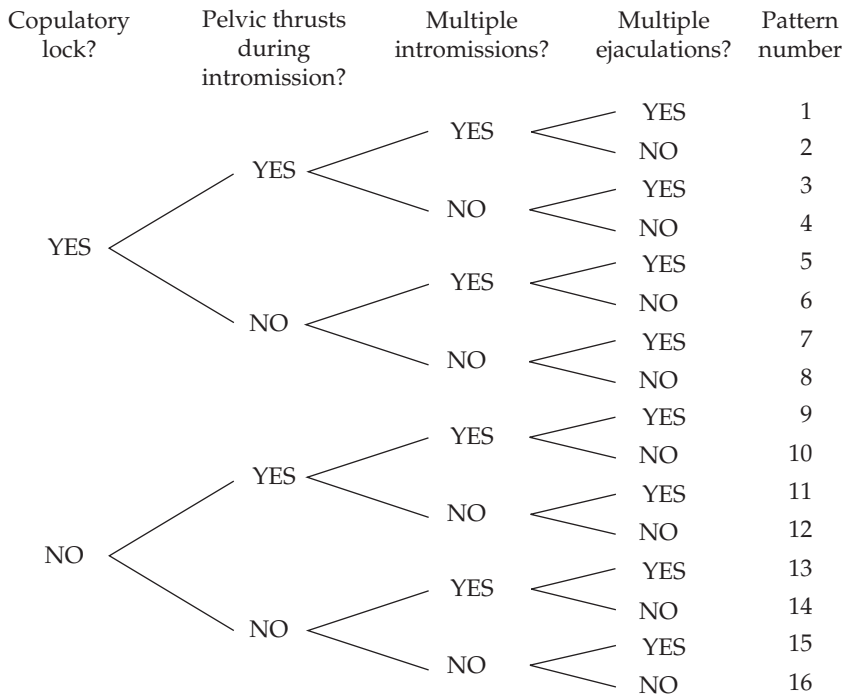 Copulatory lock?
Pelvic thrusts during intromission?
Multiple intromissions?
Multiple ejaculations?
Pattern number
YES 1
YES NO 2
YES
YES 3
NO NO 4
YES
YES 5
YES NO 6
NO
YES 7
NO NO 8
YES 9
YES NO 10
YES
YES 11
NO NO 12
NO
YES 13
YES NO 14
NO
YES 15
NO NO 16